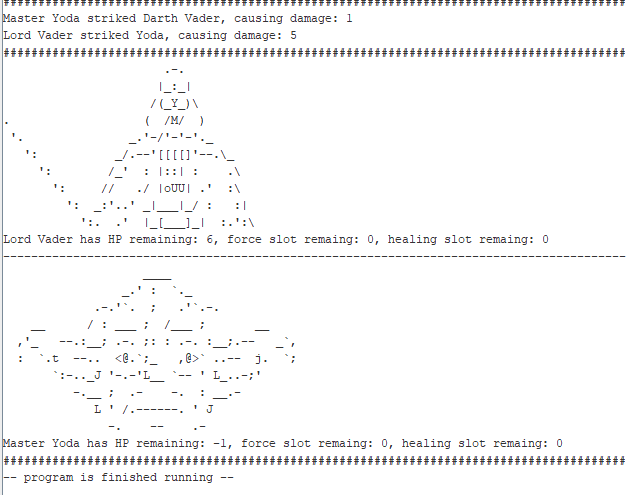 ################################################################################
Master Yoda striked Darth Vader, causing damage: 1
Lord Vader striked Yoda, causing damage: 5
################################################################################
Lord Vader has HP remaining: 6, force slot remaing: 0, healing slot remaing: 0
--------------------------------------------------------------------------------
Master Yoda has HP remaining: -1, force slot remaing: 0, healing slot remaing: 0
################################################################################
-- program is finished running --